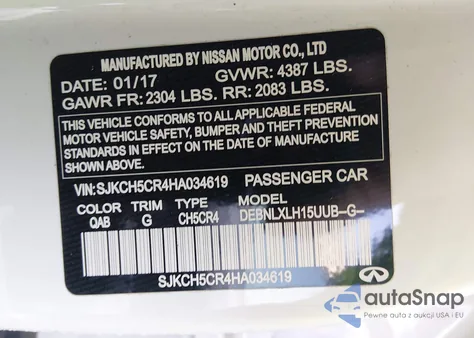 MANUFACTURED BY NISSAN MOTOR CO., LTD
DATE: 01/17 GVWR: 4387 LBS.
GAWR FR: 2304 LBS. RR: 2083 LBS.
THIS VEHICLE CONFORMS TO ALL APPLICABLE FEDERAL
MOTOR VEHICLE SAFETY, BUMPER AND THEFT PREVENTION
STANDARDS IN EFFECT ON THE DATE OF MANUFACTURE
SHOWN ABOVE.
VIN:SJKCH5CR4HA034619 PASSENGER CAR
COLOR TRIM TYPE MODEL
QAB G CH5CR4 DEBNLXLH15UUB--G--
SJKCH5CR4HA034619
INFINITI
autoSnap
Pewne auta z USA i EU